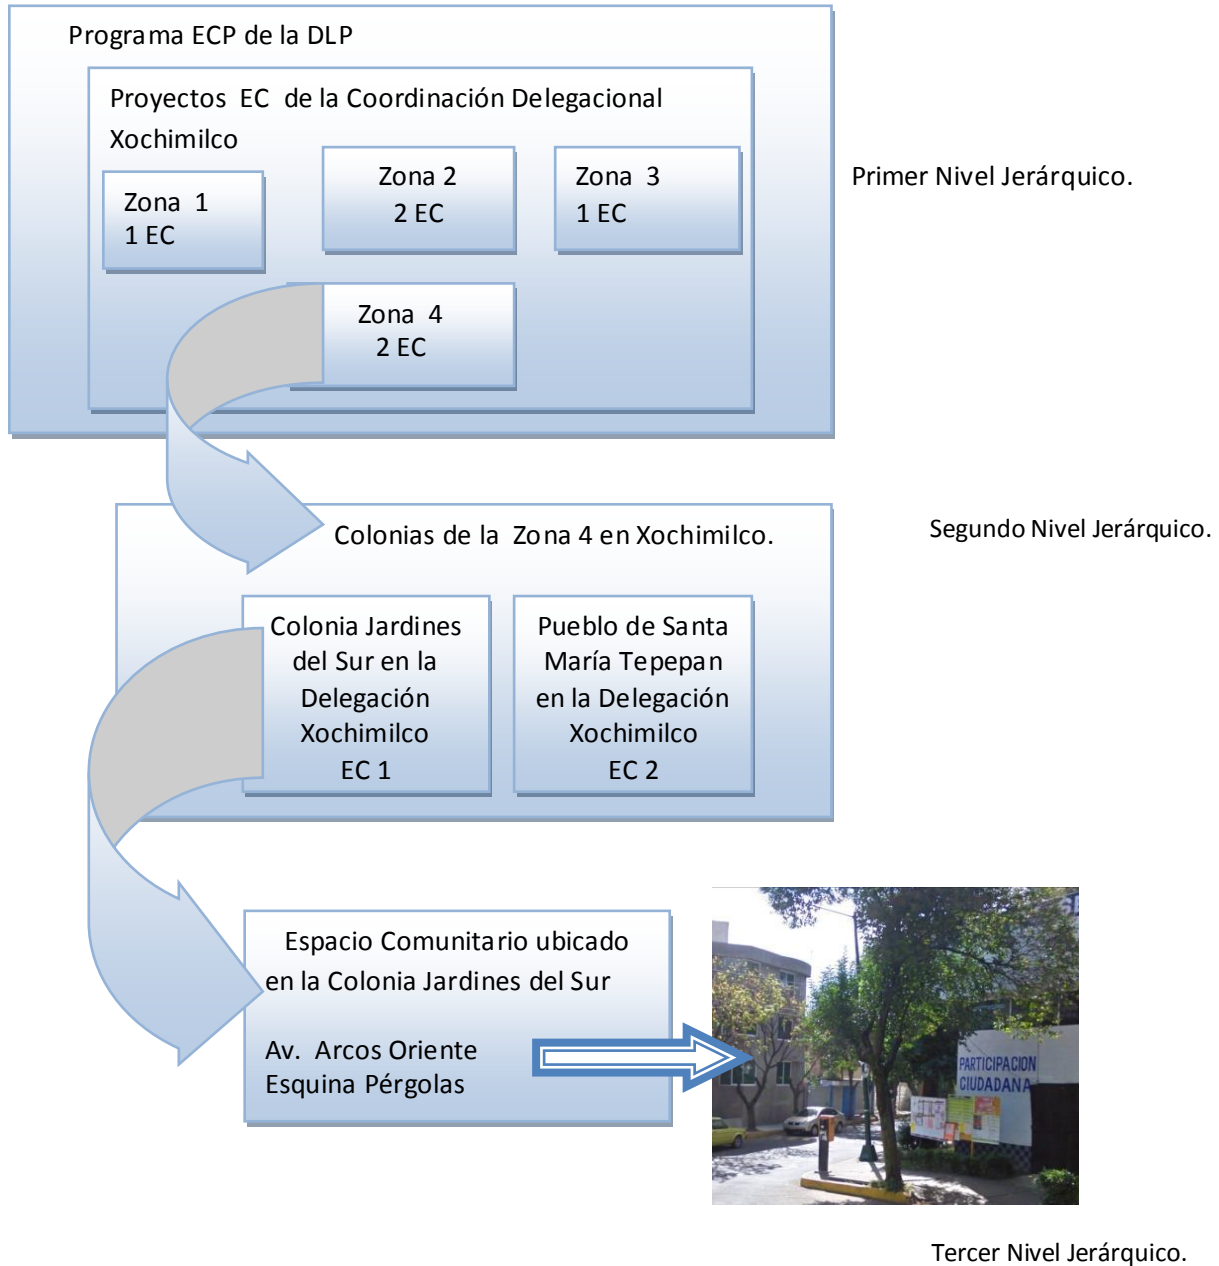 Programa ECP de la DLP
Proyectos EC de la Coordinación Delegacional
Xochimilco
Zona 1
1 EC
Zona 2
2 EC
Zona 3
1 EC
Primer Nivel Jerárquico.
Zona 4
2 EC
Colonias de la Zona 4 en Xochimilco.
Segundo Nivel Jerárquico.
Colonia Jardines
del Sur en la
Delegación
Xochimilco
EC 1
Pueblo de Santa
María Tepepan
en la Delegación
Xochimilco
EC 2
Espacio Comunitario ubicado
en la Colonia Jardines del Sur
Av. Arcos Oriente
Esquina Pérgolas
PARTICIPACION
CIUDADANA
Tercer Nivel Jerárquico.